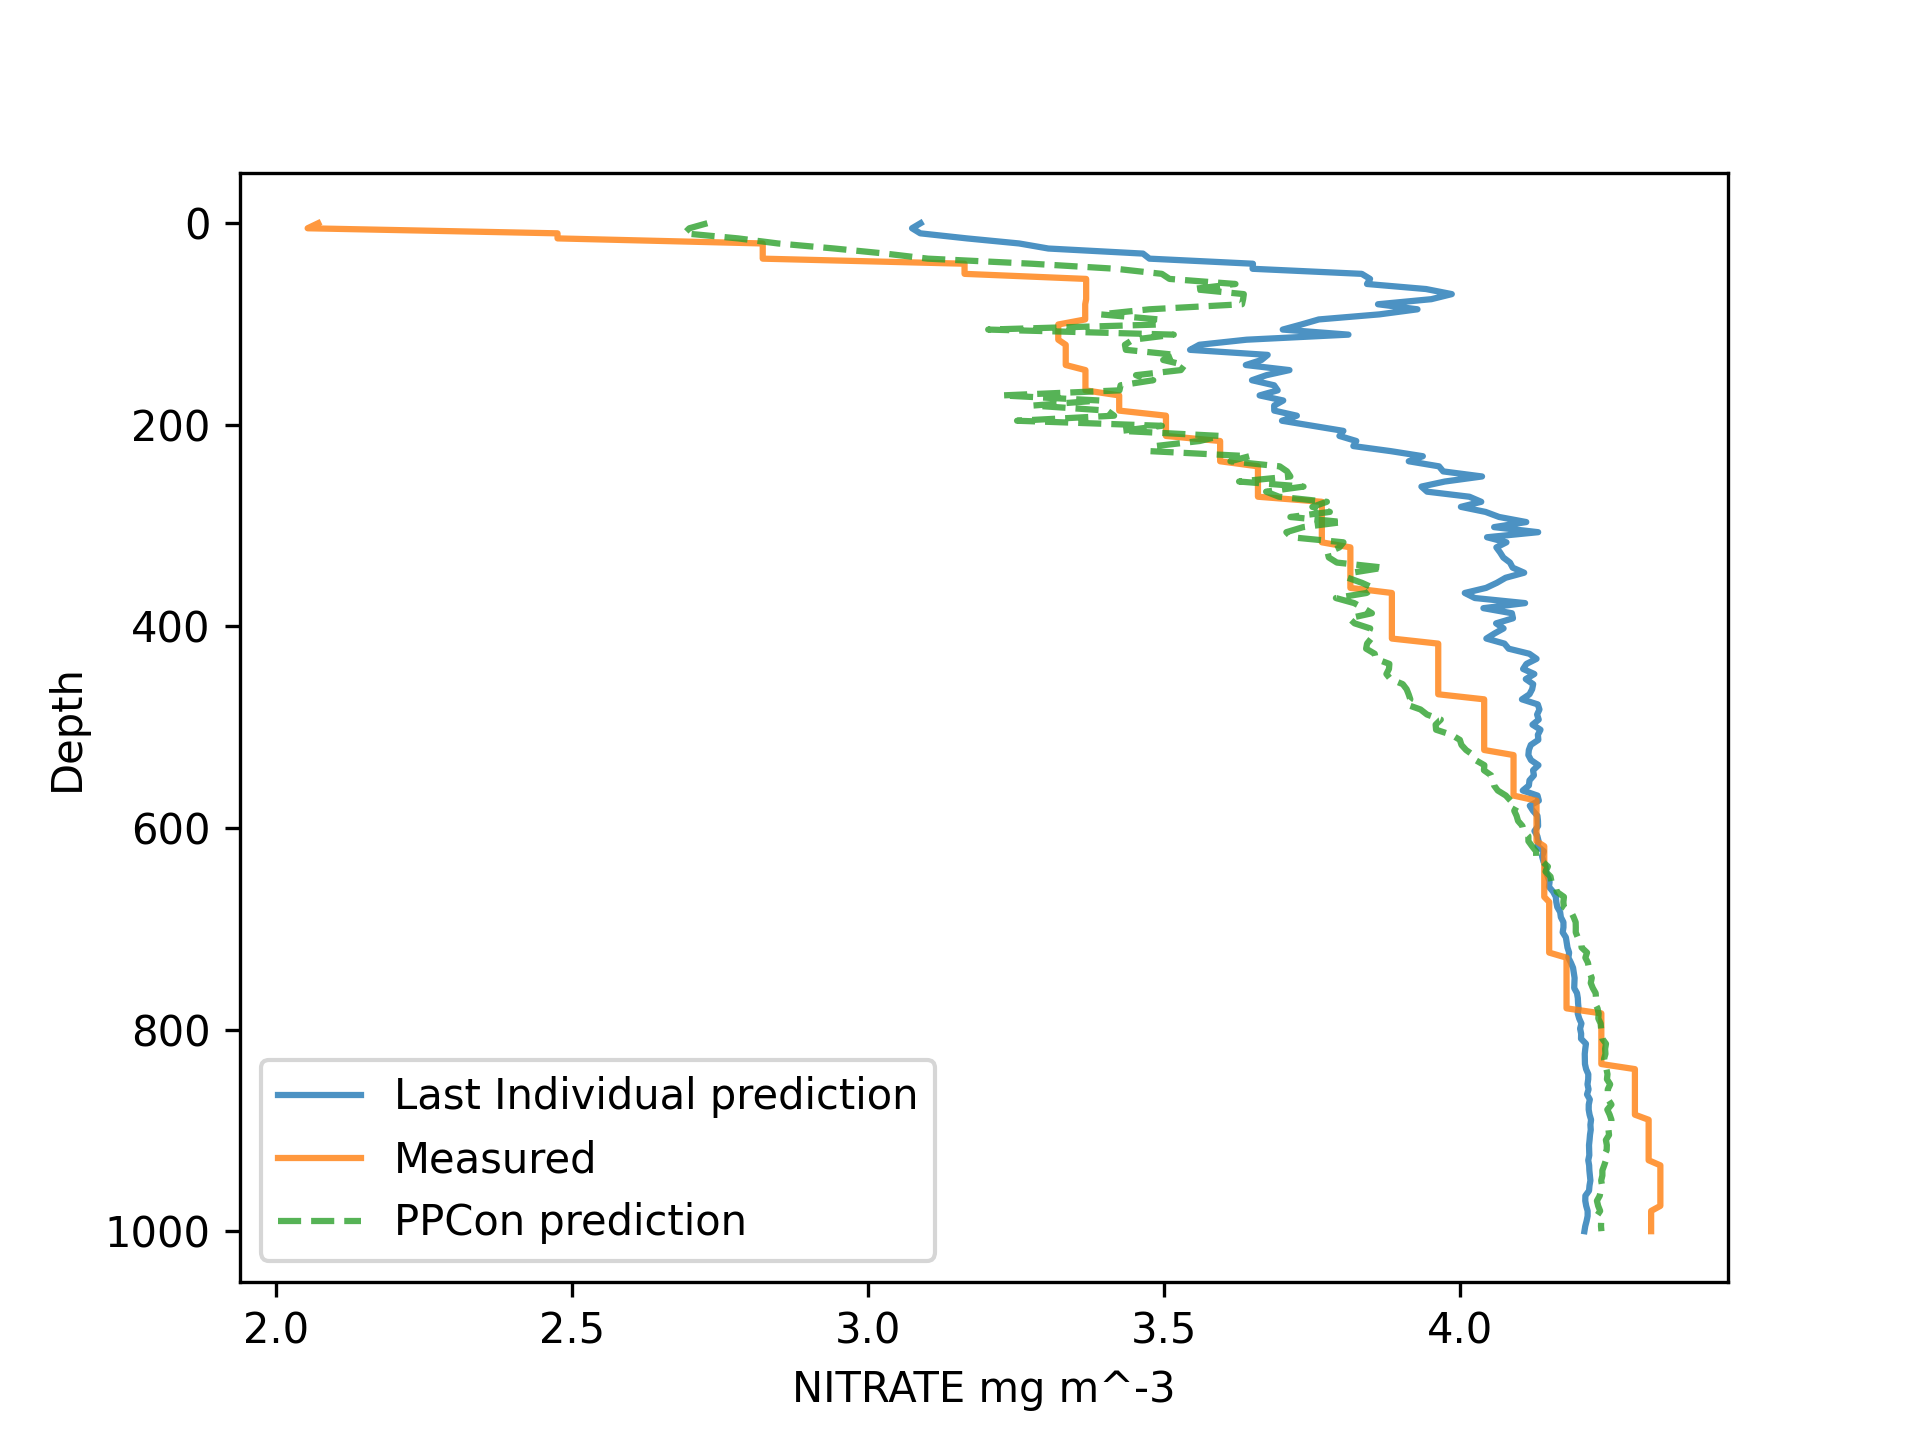 0
200
400
600
800
1000
Depth
Last Individual prediction
Measured
PPCon prediction
2.0 2.5 3.0 3.5 4.0
NITRATE mg m^-3